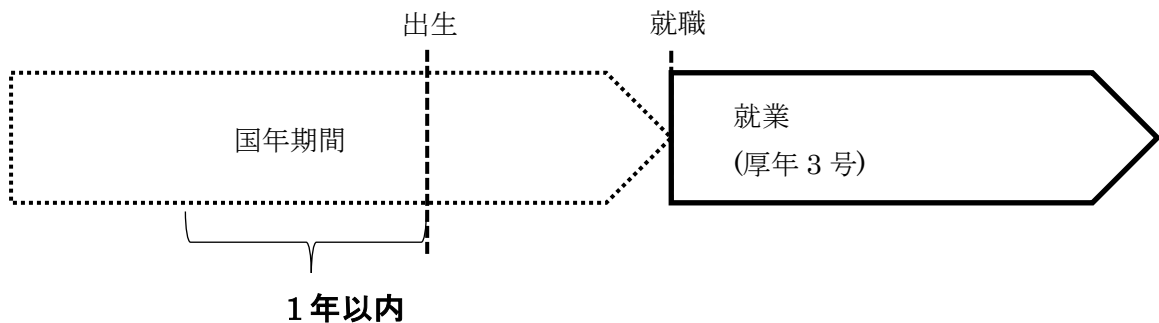 出生
就職
国年期間
就業
(厚年 3 号)
１年以内